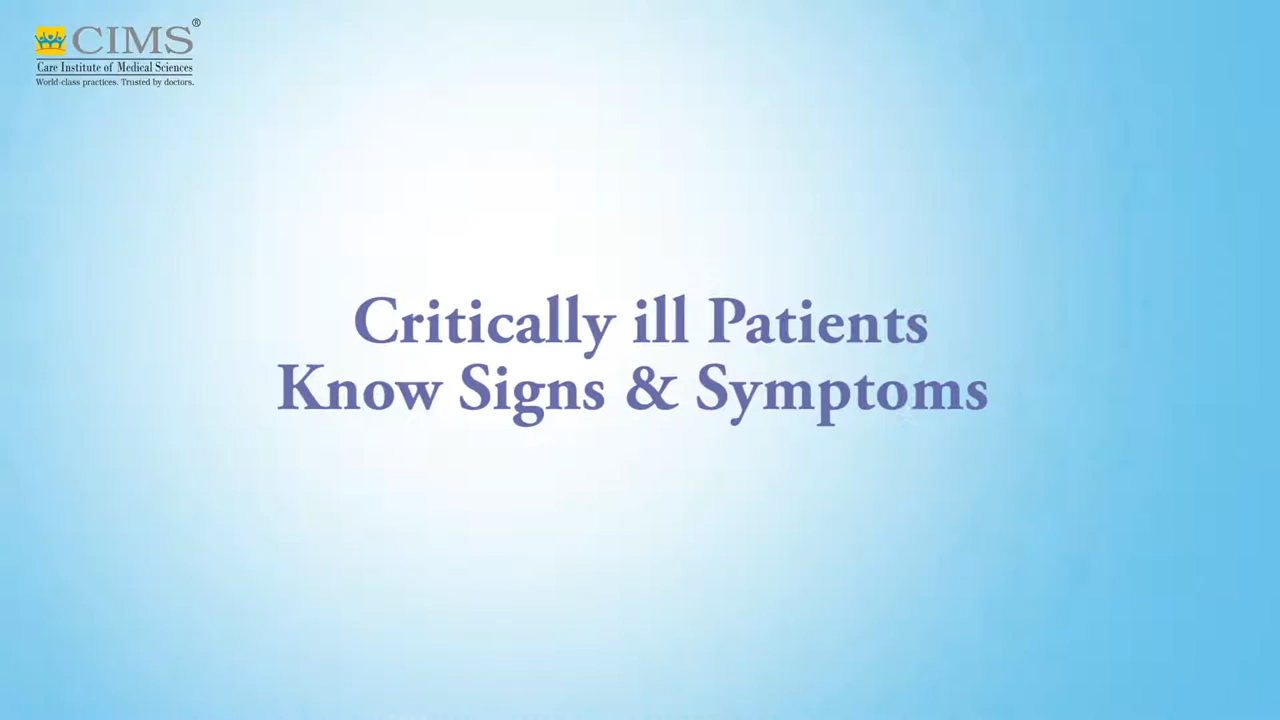 CIMS®
Care Institute of Medical Sciences
World-class practices. Trusted by doctors.
Critically ill Patients
Know Signs & Symptoms